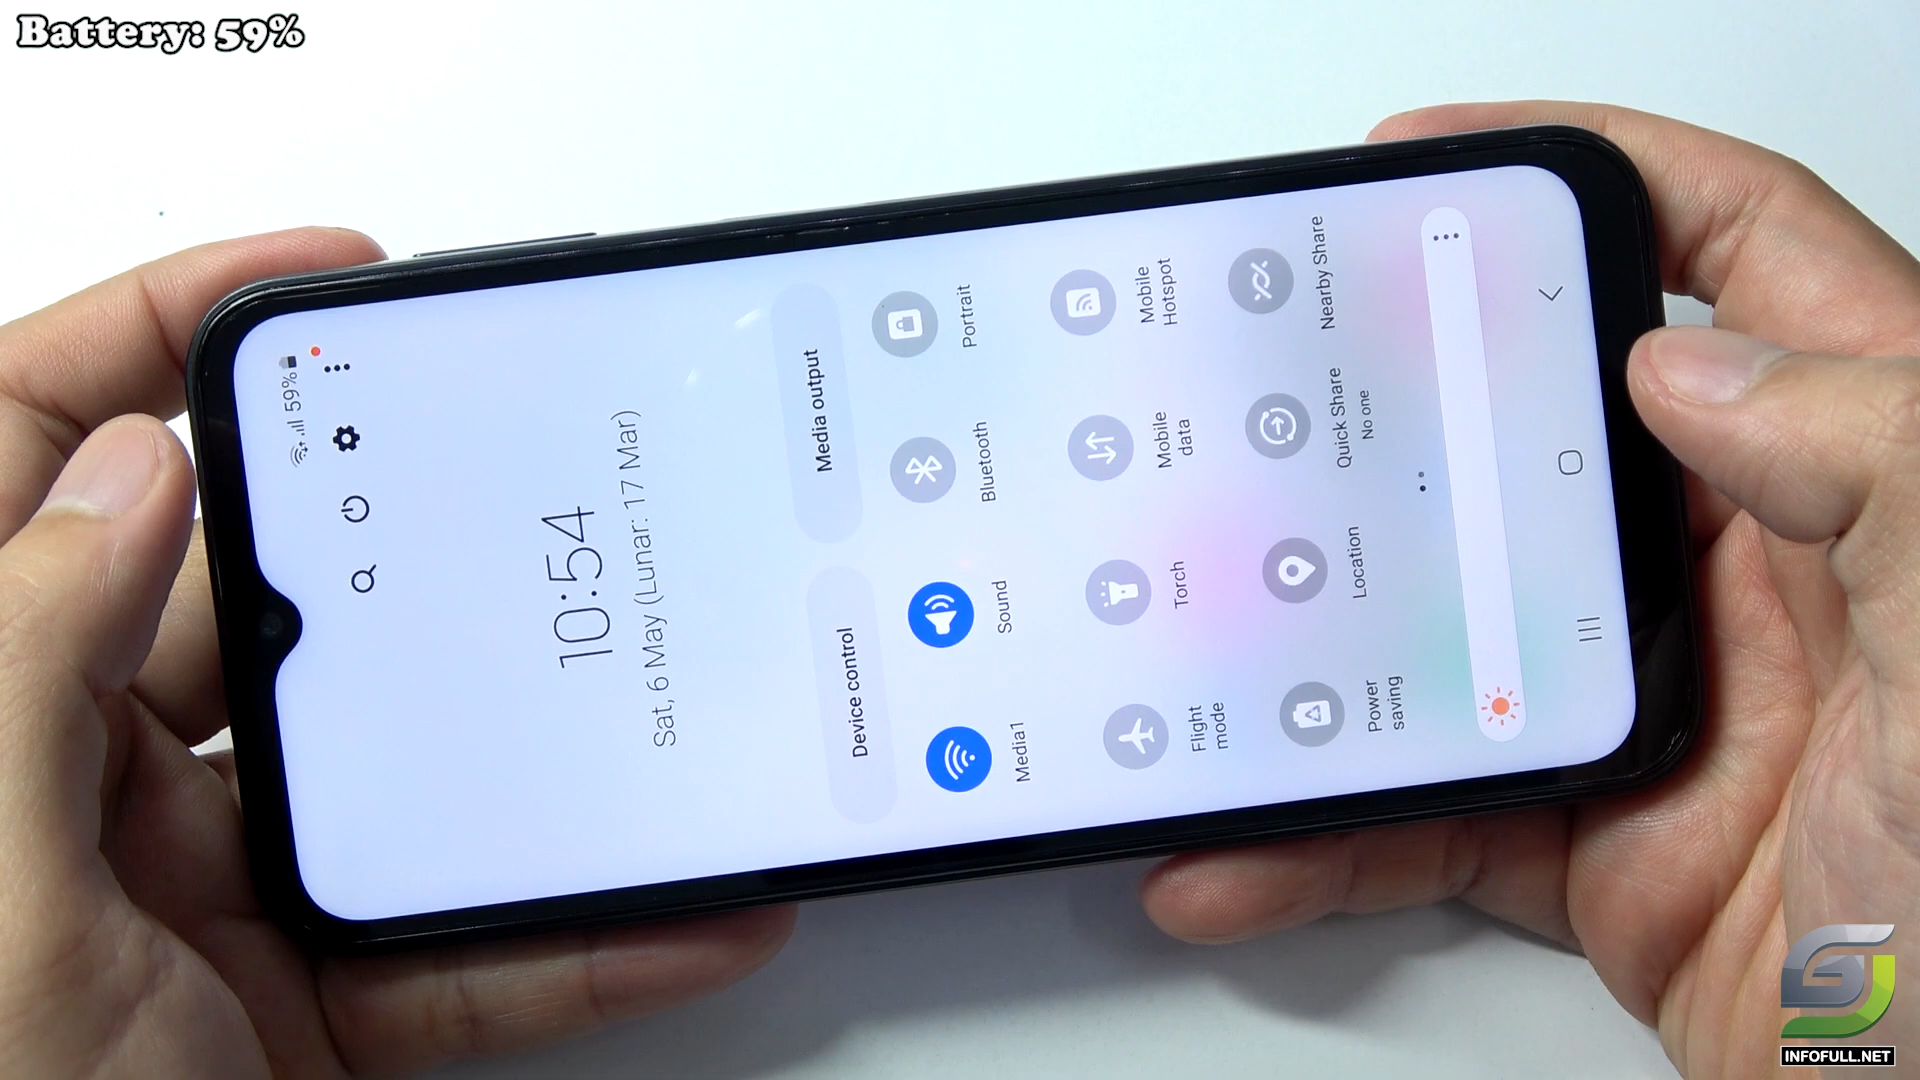 Battery: 59%
59%
10:54
Sat, 6 May (Lunar: 17 Mar)
Device control
Media output
Media1
Sound
Bluetooth
Portrait
Flight
mode
Torch
Mobile
data
Mobile
Hotspot
Power
saving
Location
Quick Share
No one
Nearby Share
INFOFULL.NET